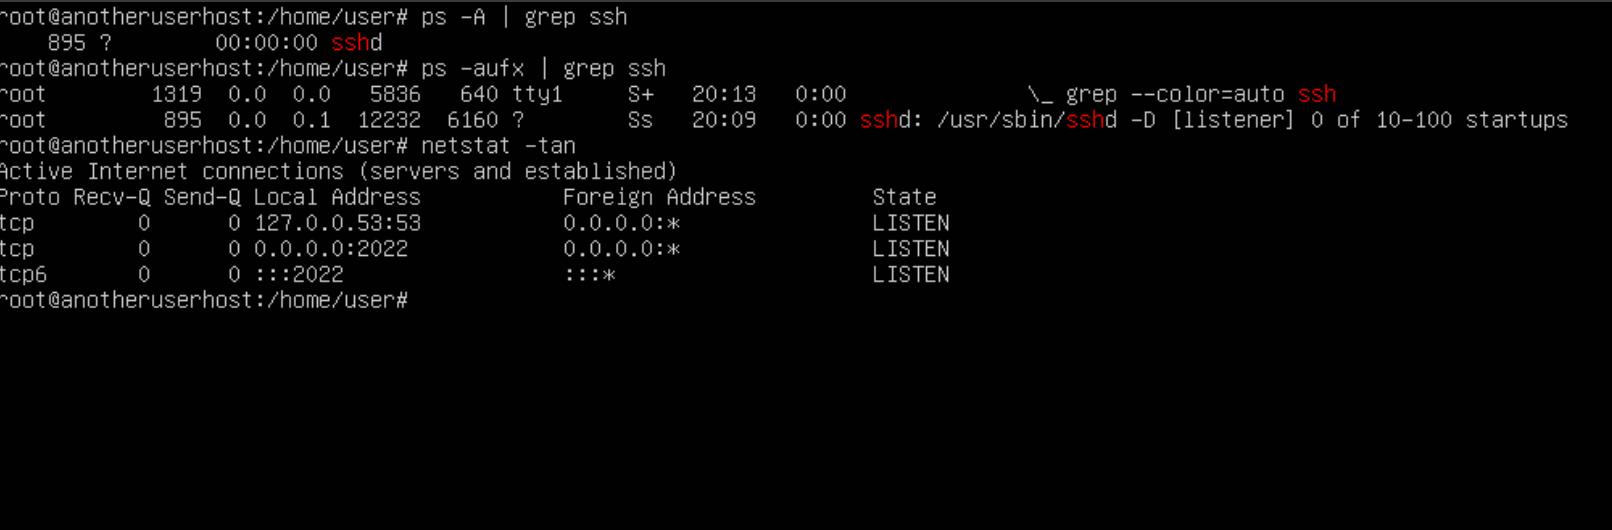 root@anotheruserhost:/home/user# ps -A | grep ssh
895 ? 00:00:00 sshd
root@anotheruserhost:/home/user# ps -aufx | grep ssh
root 1319 0.0 0.0 5836 640 tty1 S+ 20:13 0:00 \_ grep --color=auto ssh
root 895 0.0 0.1 12232 6160 ? Ss 20:09 0:00 sshd: /usr/sbin/sshd -D [listener] 0 of 10-100 startups
root@anotheruserhost:/home/user# netstat -tan
Active Internet connections (servers and established)
Proto Recv-Q Send-Q Local Address Foreign Address State
tcp 0 0 127.0.0.53:53 0.0.0.0:* LISTEN
tcp 0 0 0.0.0.0:2022 0.0.0.0:* LISTEN
tcp6 0 0 :::2022 :::* LISTEN
root@anotheruserhost:/home/user#